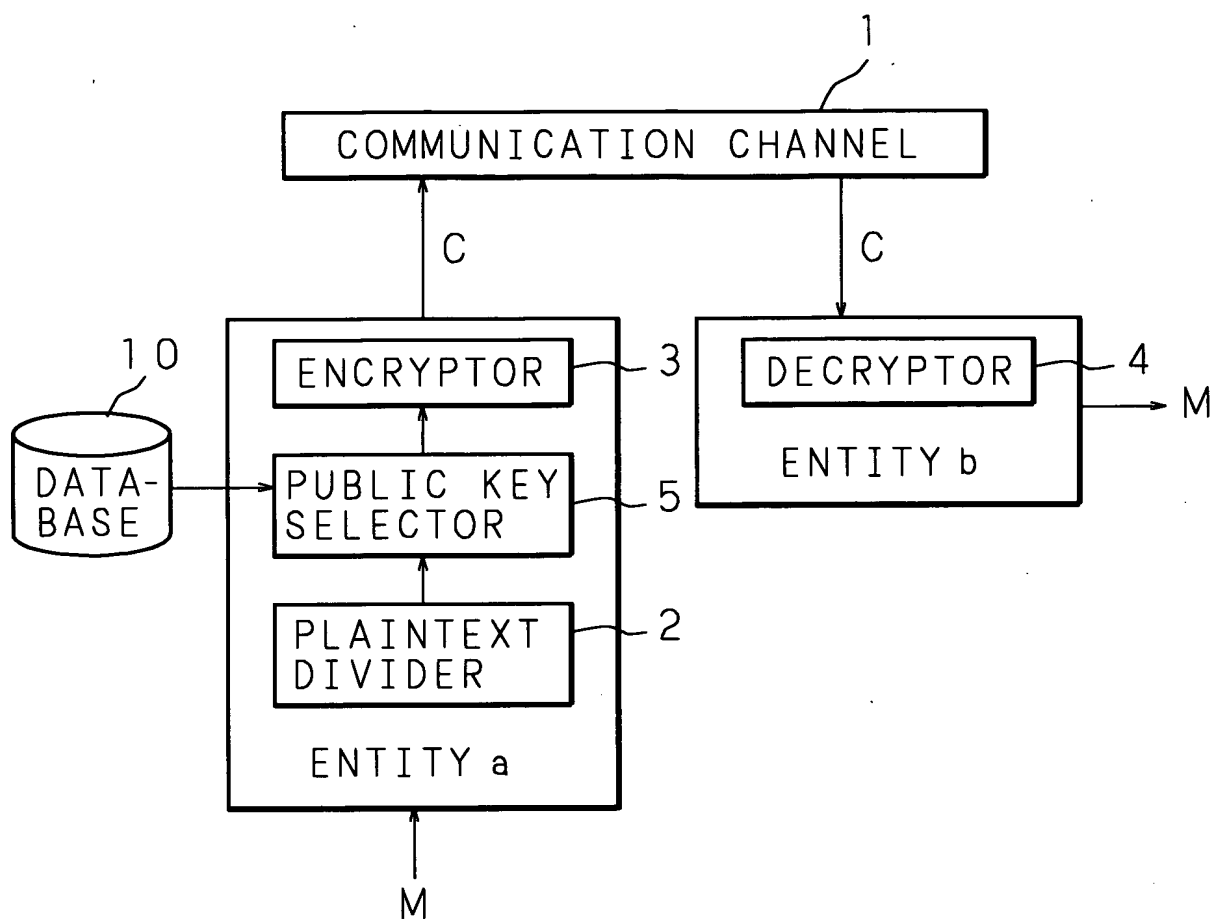 1
COMMUNICATION CHANNEL
C
C
10
ENCRYPTOR
3
DECRYPTOR
4
M
DATA-
BASE
PUBLIC KEY
SELECTOR
5
ENTITY b
PLAINTEXT
DIVIDER
2
ENTITY a
M